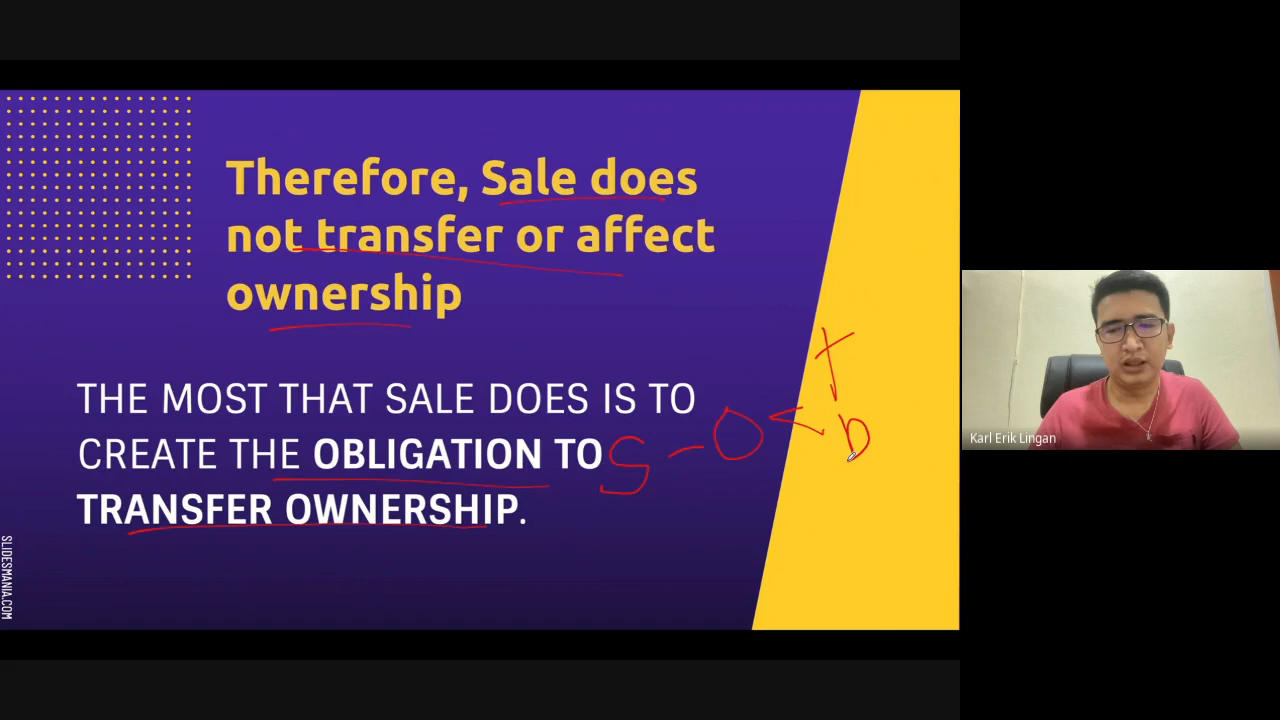 Therefore, Sale does
not transfer or affect
ownership
THE MOST THAT SALE DOES IS TO
CREATE THE OBLIGATION TO
TRANSFER OWNERSHIP.
S - O < T
D
SLIDESMANIA.COM
Karl Erik Lingan